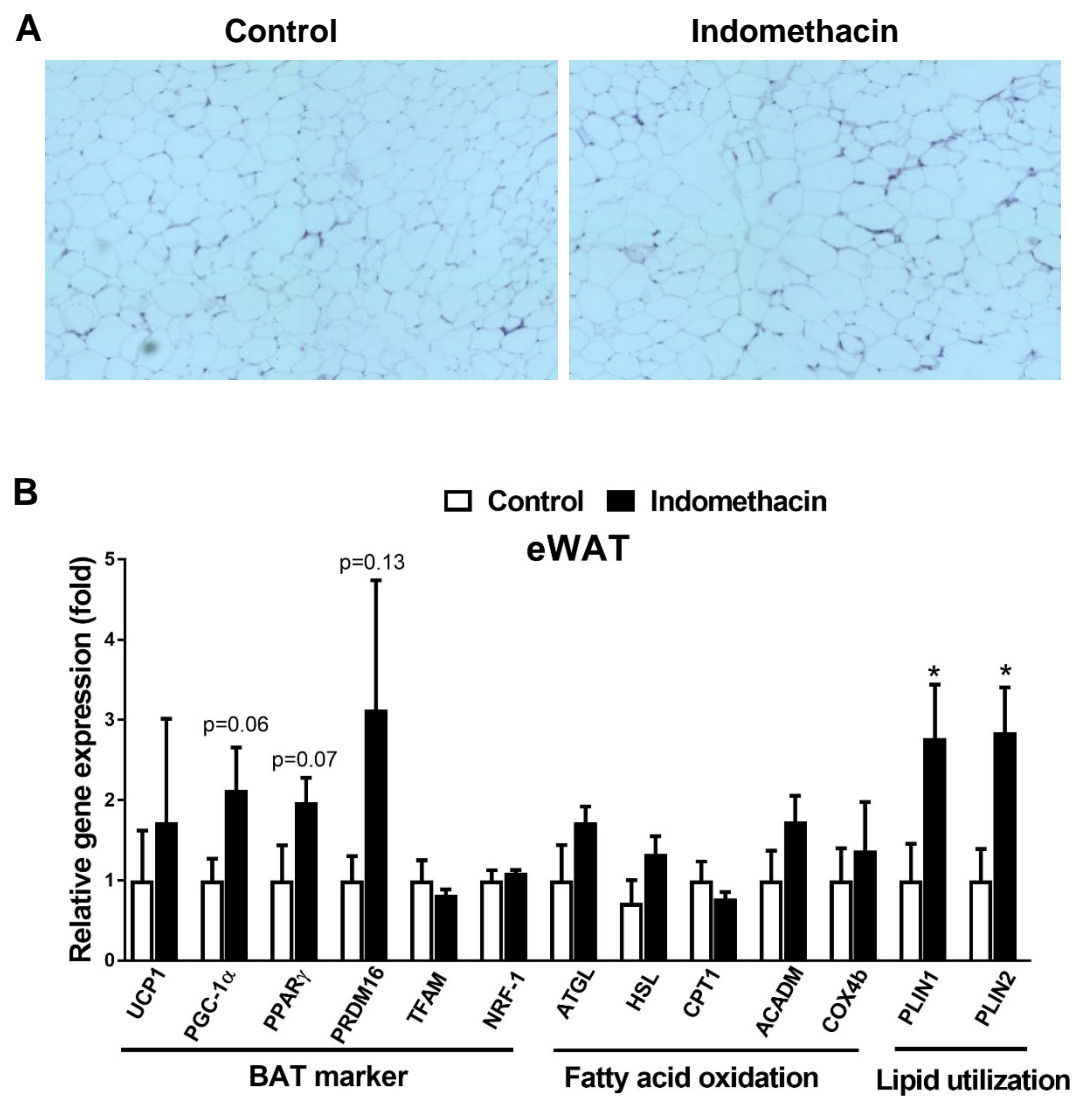 A
Control Indomethacin
B
Control Indomethacin
eWAT
Relative gene expression (fold)
5
4
3
2
1
0
p=0.06
p=0.07
p=0.13
*
*
UCP1
PGC-1α
PPARγ
PRDM16
TFAM
NRF-1
ATGL
HSL
CPT1
ACADM
COX4b
PLIN1
PLIN2
BAT marker
Fatty acid oxidation
Lipid utilization